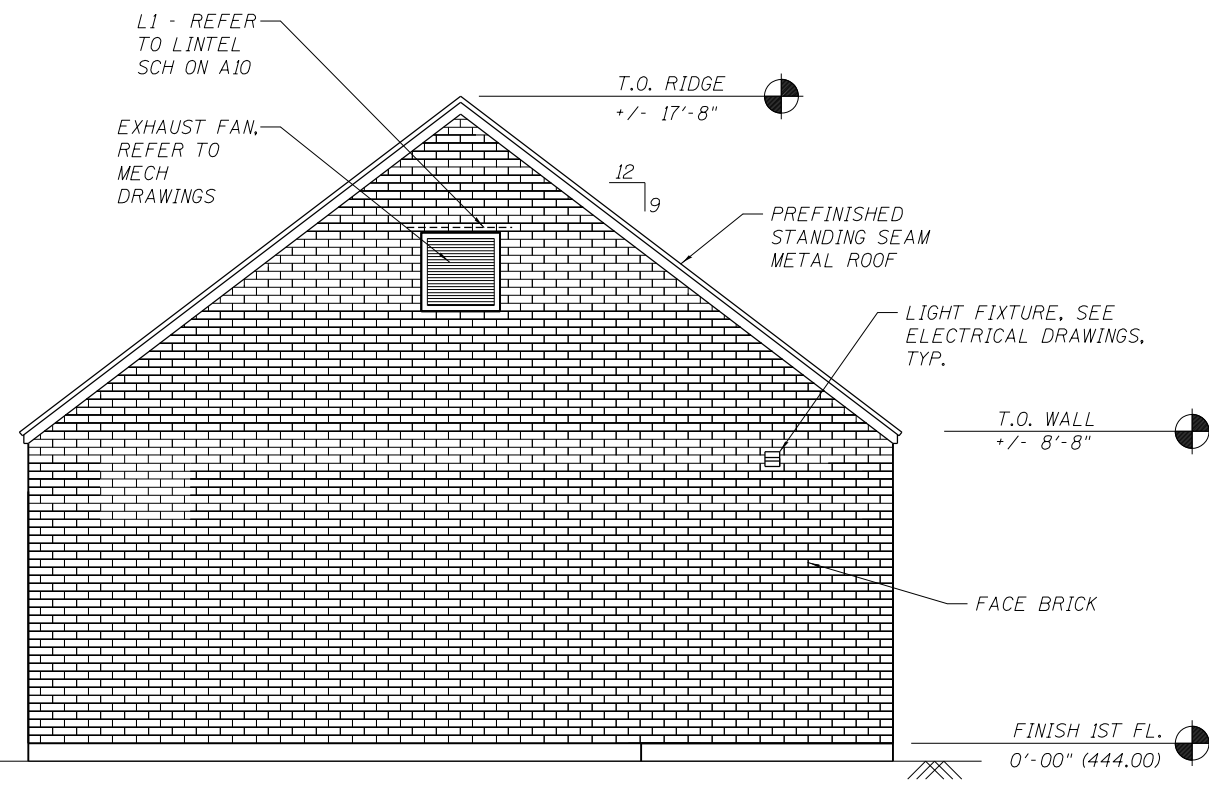 L1 - REFER
TO LINTEL
SCH ON A10
EXHAUST FAN,
REFER TO
MECH
DRAWINGS
T.O. RIDGE
+/- 17'-8"
12
9
PREFINISHED
STANDING SEAM
METAL ROOF
LIGHT FIXTURE, SEE
ELECTRICAL DRAWINGS,
TYP.
T.O. WALL
+/- 8'-8"
FACE BRICK
FINISH 1ST FL.
0'-00" (444.00)